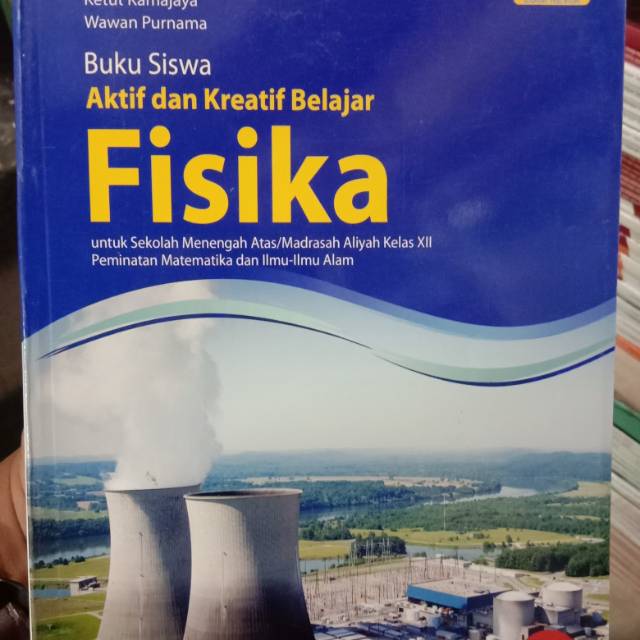 Ketut Kamajaya
Wawan Purnama
Buku Siswa
Aktif dan Kreatif Belajar
Fisika
untuk Sekolah Menengah Atas/Madrasah Aliyah Kelas XII
Peminatan Matematika dan Ilmu-Ilmu Alam